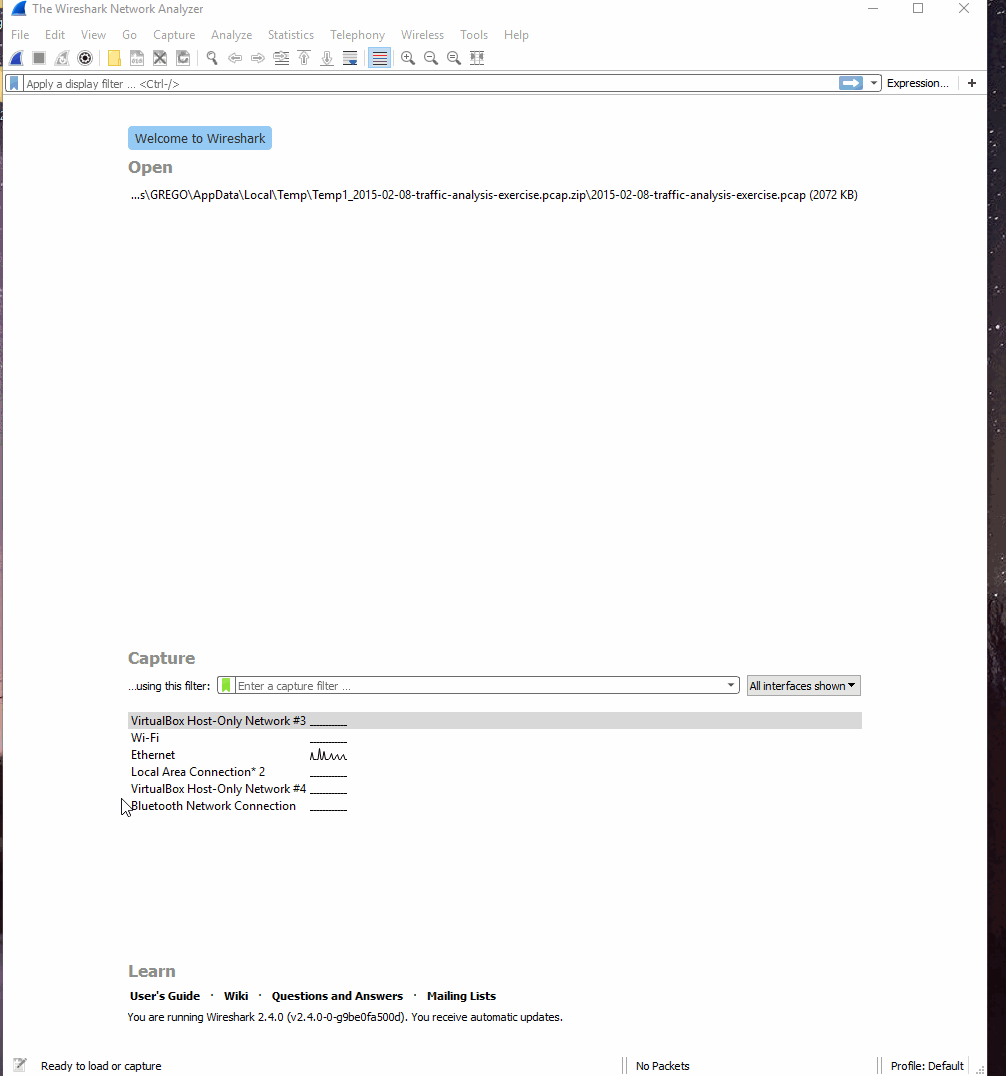 The Wireshark Network Analyzer
File Edit View Go Capture Analyze Statistics Telephony Wireless Tools Help
Apply a display filter ... <Ctrl-/> Expression... +
Welcome to Wireshark
Open
...s\GREGO\AppData\Local\Temp\Temp1_2015-02-08-traffic-analysis-exercise.pcap.zip\2015-02-08-traffic-analysis-exercise.pcap (2072 KB)
Capture
...using this filter: Enter a capture filter ... All interfaces shown
VirtualBox Host-Only Network #3
Wi-Fi
Ethernet
Local Area Connection* 2
VirtualBox Host-Only Network #4
Bluetooth Network Connection
Learn
User's Guide · Wiki · Questions and Answers · Mailing Lists
You are running Wireshark 2.4.0 (v2.4.0-0-g9be0fa500d). You receive automatic updates.
Ready to load or capture No Packets Profile: Default